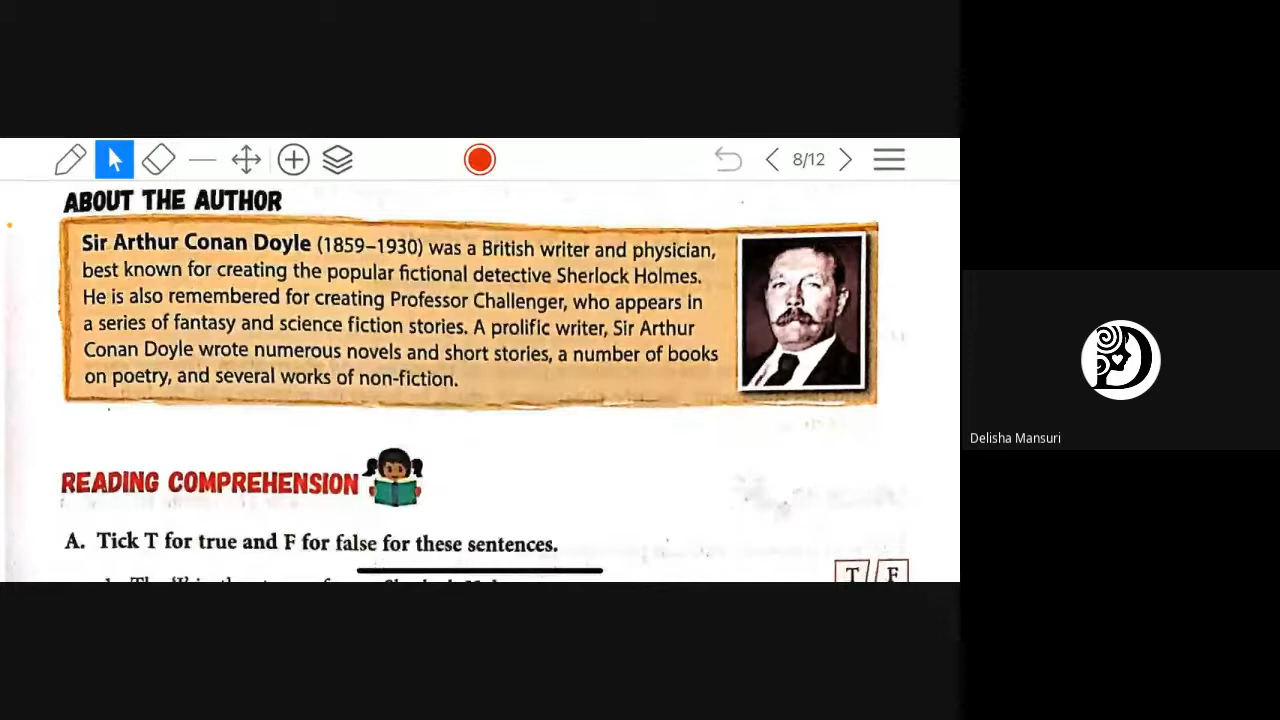 8/12
ABOUT THE AUTHOR
Sir Arthur Conan Doyle (1859–1930) was a British writer and physician,
best known for creating the popular fictional detective Sherlock Holmes.
He is also remembered for creating Professor Challenger, who appears in
a series of fantasy and science fiction stories. A prolific writer, Sir Arthur
Conan Doyle wrote numerous novels and short stories, a number of books
on poetry, and several works of non-fiction.
READING COMPREHENSION
A. Tick T for true and F for false for these sentences.
T F
Delisha Mansuri